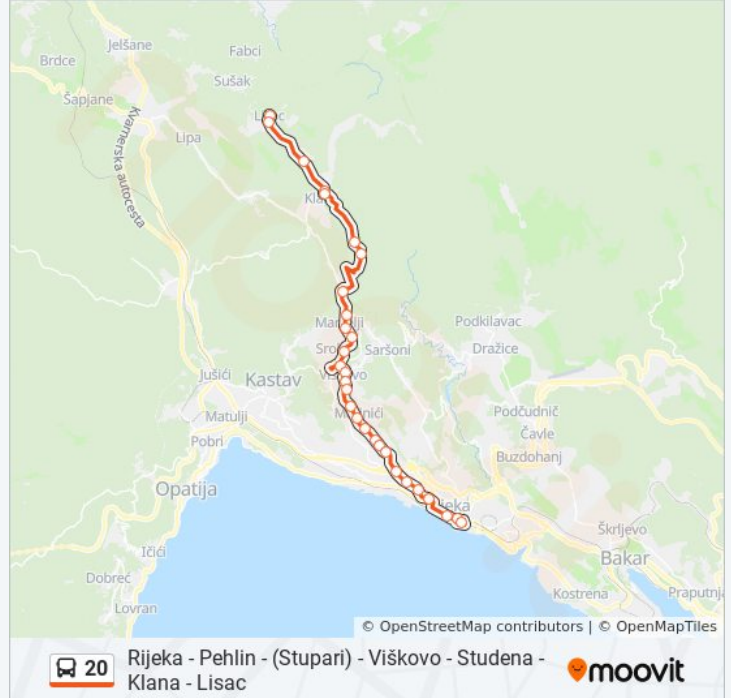 Jelšane
Fabci
Brdce
Sušak
Šapjane
Kvarnerska autocesta
Lipa
Podkilavac
Saršoni
Dražice
Jušići
Kastav
Podčudnič
Matulji
Čavle
Pobri
Buzdohanj
Opatija
Škrljevo
Ičići
Bakar
Dobreć
Kostrena
Praputnj
Lovran
© OpenStreetMap contributors | © OpenMapTiles
20
Rijeka - Pehlin - (Stupari) - Viškovo - Studena -
Klana - Lisac
moovit